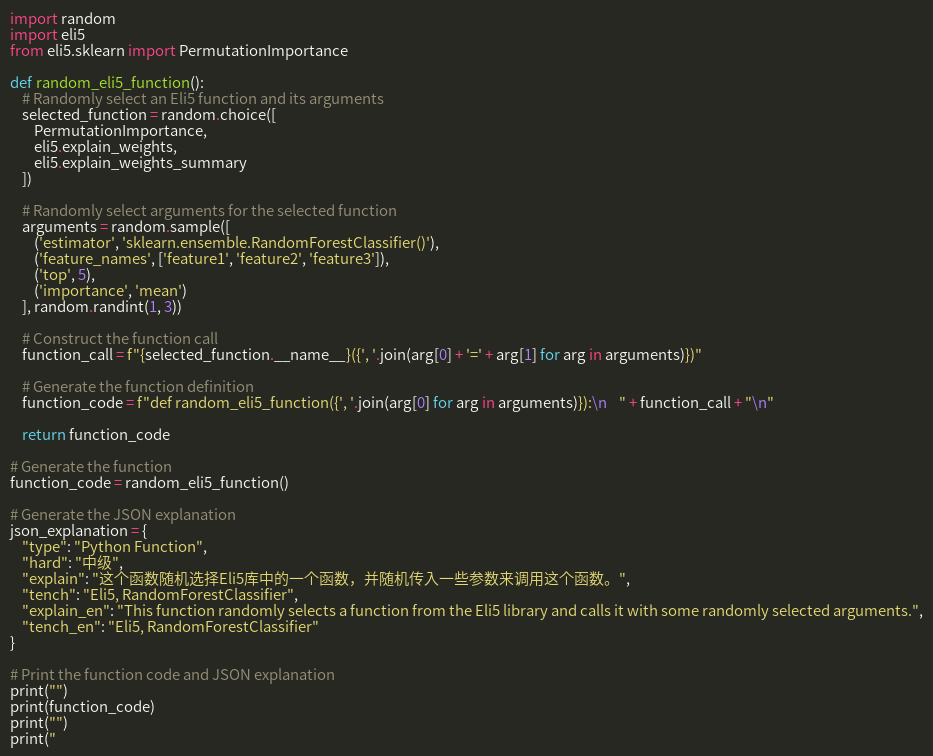 import random
import eli5
from eli5.sklearn import PermutationImportance

def random_eli5_function():
    # Randomly select an Eli5 function and its arguments
    selected_function = random.choice([
        PermutationImportance,
        eli5.explain_weights,
        eli5.explain_weights_summary
    ])

    # Randomly select arguments for the selected function
    arguments = random.sample([
        ('estimator', 'sklearn.ensemble.RandomForestClassifier()'),
        ('feature_names', ['feature1', 'feature2', 'feature3']),
        ('top', 5),
        ('importance', 'mean')
    ], random.randint(1, 3))

    # Construct the function call
    function_call = f"{selected_function.__name__}({', '.join(arg[0] + '=' + arg[1] for arg in arguments)})"

    # Generate the function definition
    function_code = f"def random_eli5_function({', '.join(arg[0] for arg in arguments)}):\n    " + function_call + "\n"

    return function_code

# Generate the function
function_code = random_eli5_function()

# Generate the JSON explanation
json_explanation = {
    "type": "Python Function",
    "hard": "中级",
    "explain": "这个函数随机选择Eli5库中的一个函数，并随机传入一些参数来调用这个函数。",
    "tench": "Eli5, RandomForestClassifier",
    "explain_en": "This function randomly selects a function from the Eli5 library and calls it with some randomly selected arguments.",
    "tench_en": "Eli5, RandomForestClassifier"
}

# Print the function code and JSON explanation
print("")
print(function_code)
print("")
print("